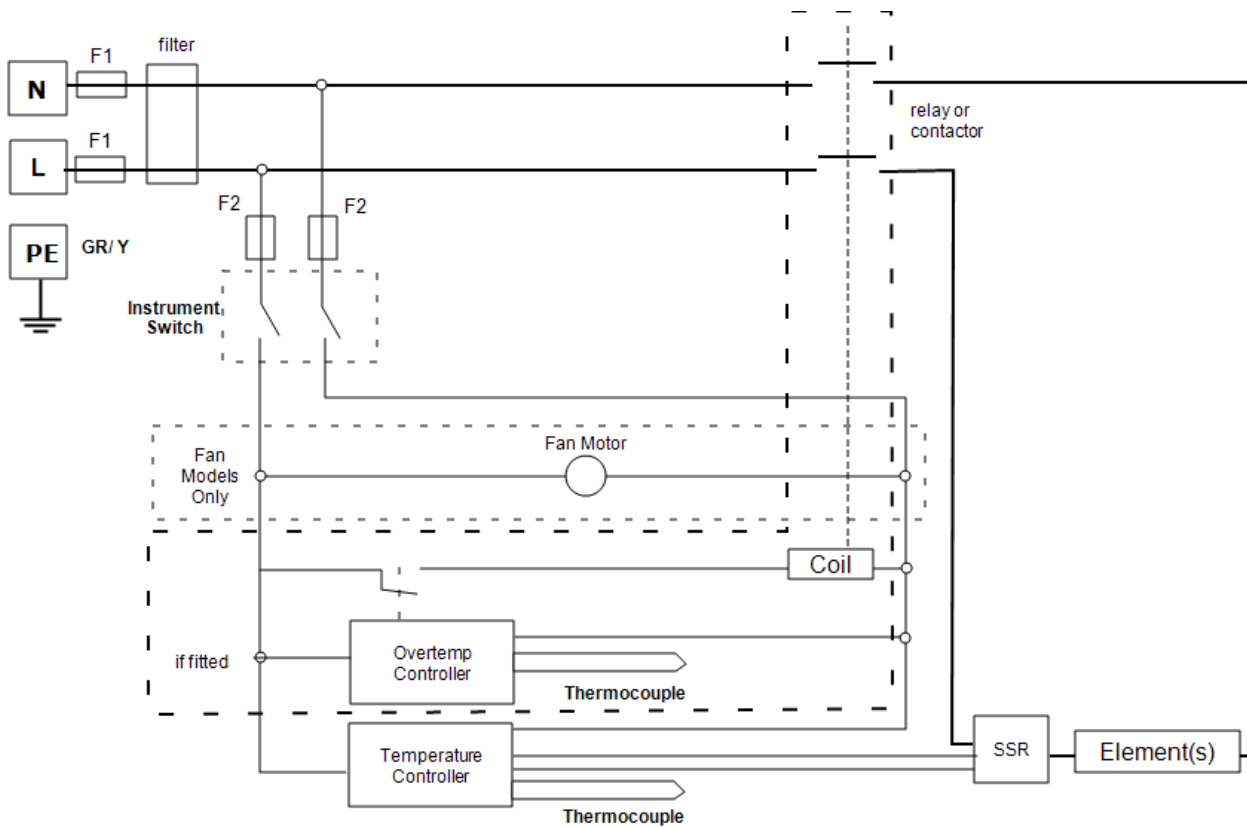 F1
filter
N
F1
L
relay or
contactor
F2
F2
PE
GR/ Y
Instrument
Switch
Fan Motor
Fan
Models
Only
Coil
if fitted
Overtemp
Controller
Thermocouple
Temperature
Controller
SSR
Element(s)
Thermocouple